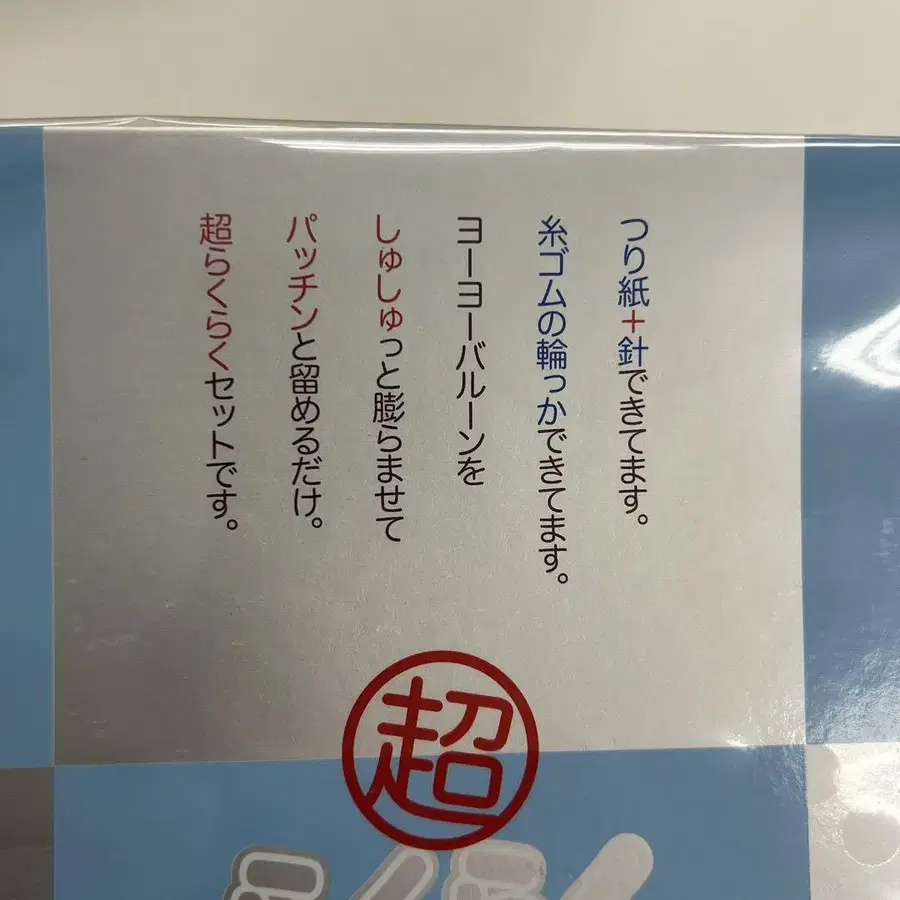 つり紙+針できてます。
糸ゴムの輪っかできてます。
ヨーヨーバルーンを
しゅしゅっと膨らませて
パッチンと留めるだけ。
超らくらくセットです。
超